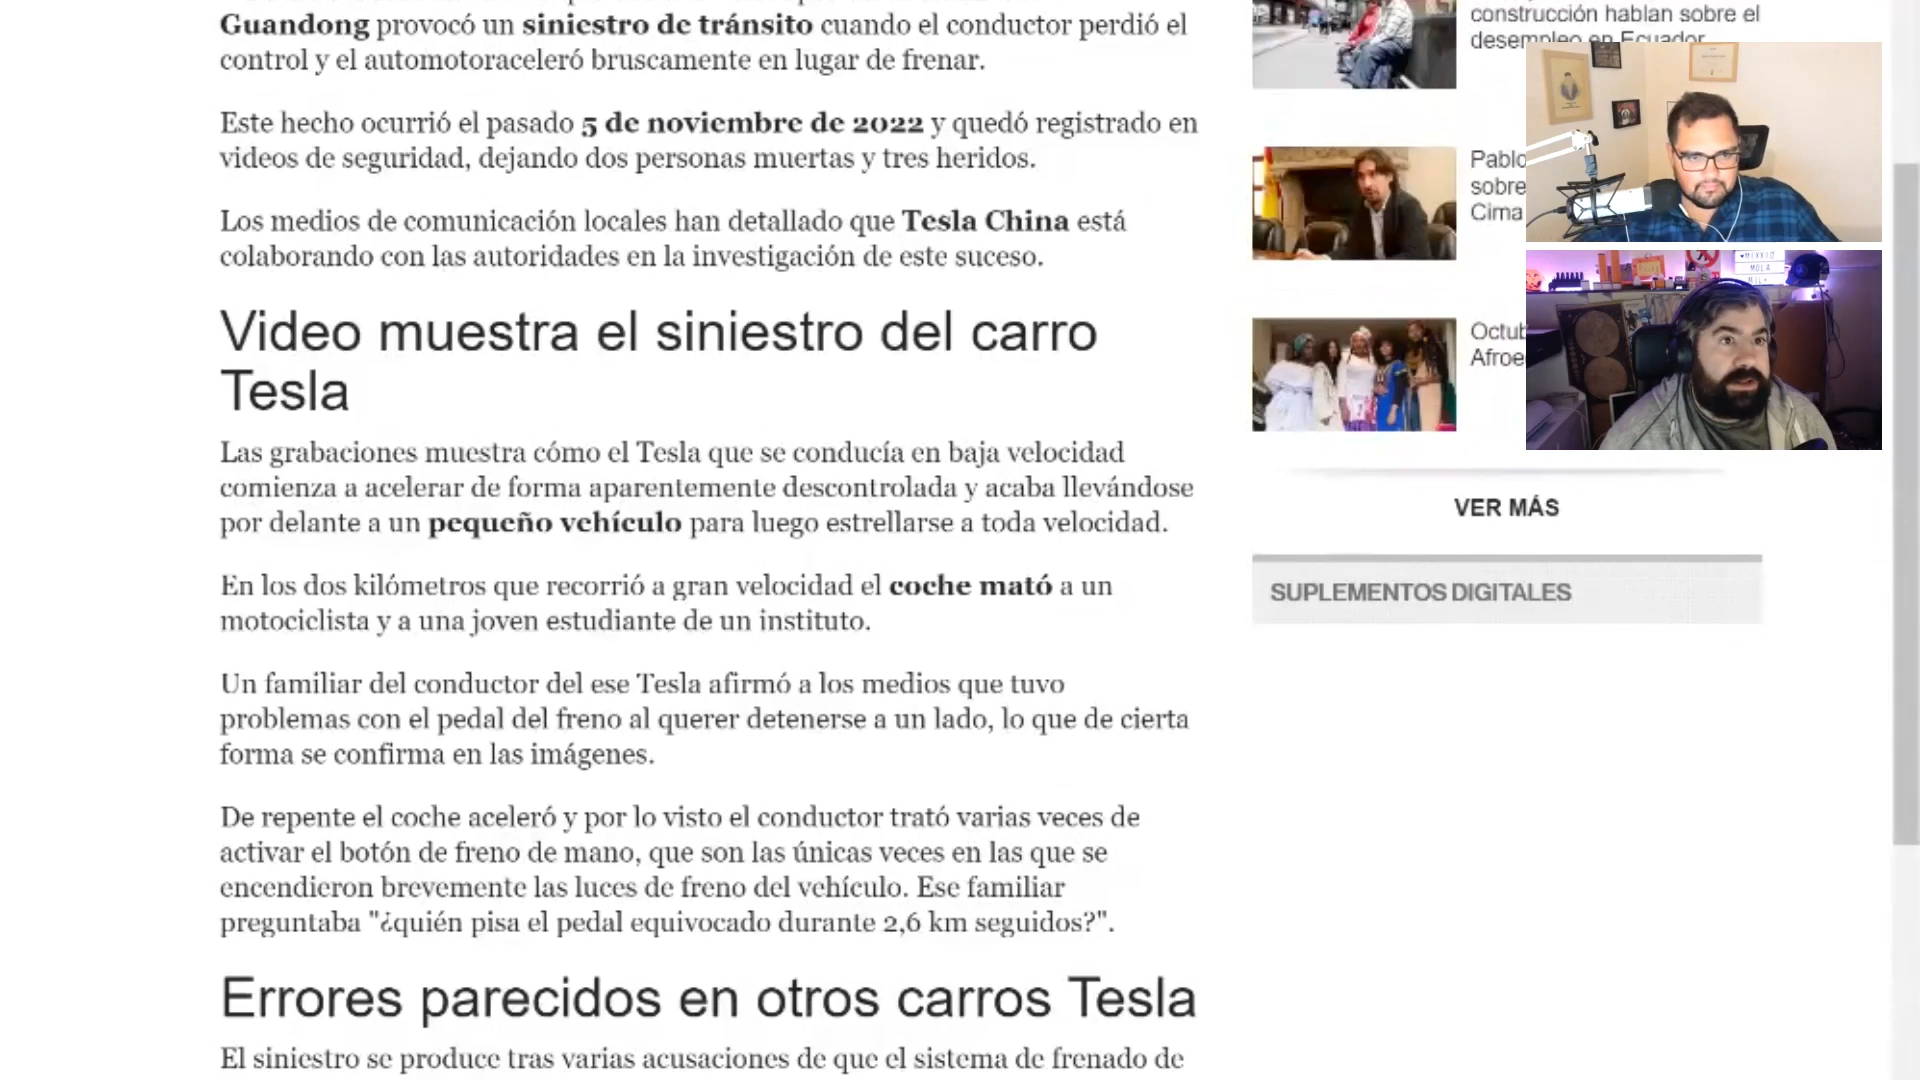 Guandong provocó un siniestro de tránsito cuando el conductor perdió el
control y el automotoraceleró bruscamente en lugar de frenar.
Este hecho ocurrió el pasado 5 de noviembre de 2022 y quedó registrado en
videos de seguridad, dejando dos personas muertas y tres heridos.
Los medios de comunicación locales han detallado que Tesla China está
colaborando con las autoridades en la investigación de este suceso.
Video muestra el siniestro del carro
Tesla
Las grabaciones muestra cómo el Tesla que se conducía en baja velocidad
comienza a acelerar de forma aparentemente descontrolada y acaba llevándose
por delante a un pequeño vehículo para luego estrellarse a toda velocidad.
En los dos kilómetros que recorrió a gran velocidad el coche mató a un
motociclista y a una joven estudiante de un instituto.
Un familiar del conductor del ese Tesla afirmó a los medios que tuvo
problemas con el pedal del freno al querer detenerse a un lado, lo que de cierta
forma se confirma en las imágenes.
De repente el coche aceleró y por lo visto el conductor trató varias veces de
activar el botón de freno de mano, que son las únicas veces en las que se
encendieron brevemente las luces de freno del vehículo. Ese familiar
preguntaba "¿quién pisa el pedal equivocado durante 2,6 km seguidos?".
Errores parecidos en otros carros Tesla
El siniestro se produce tras varias acusaciones de que el sistema de frenado de
construcción hablan sobre el
desempleo en Ecuador
Pablo
sobre
Cima
Octub
Afroe
VER MÁS
SUPLEMENTOS DIGITALES
MOLA